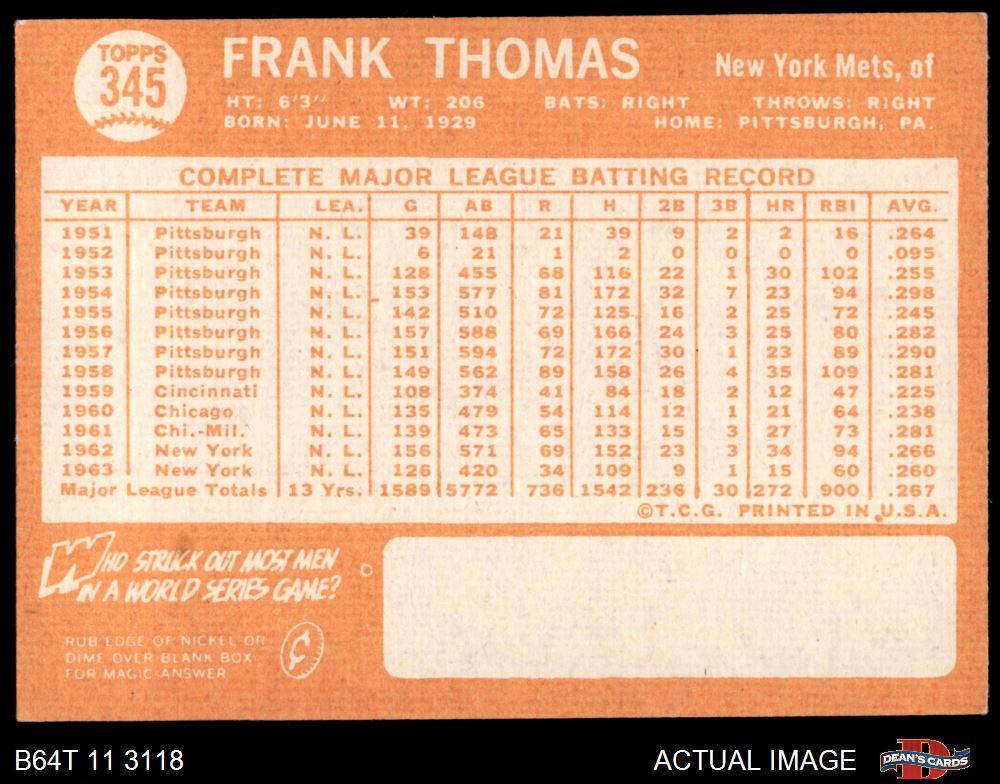 TOPPS
345
FRANK THOMAS
New York Mets, of
HT: 6'3" WT: 206 BATS: RIGHT THROWS: RIGHT
BORN: JUNE 11, 1929 HOME: PITTSBURGH, PA.
COMPLETE MAJOR LEAGUE BATTING RECORD
YEAR TEAM LEA. G AB R H 2B 3B HR RBI AVG.
1951 Pittsburgh N. L. 39 148 21 39 9 2 2 16 .264
1952 Pittsburgh N. L. 6 21 1 2 0 0 0 0 .095
1953 Pittsburgh N. L. 128 455 68 116 22 1 30 102 .255
1954 Pittsburgh N. L. 153 577 81 172 32 7 23 94 .298
1955 Pittsburgh N. L. 142 510 72 125 16 2 25 72 .245
1956 Pittsburgh N. L. 157 588 69 166 24 3 25 80 .282
1957 Pittsburgh N. L. 151 594 72 172 30 1 23 89 .290
1958 Pittsburgh N. L. 149 562 89 158 26 4 35 109 .281
1959 Cincinnati N. L. 108 374 41 84 18 2 12 47 .225
1960 Chicago N. L. 135 479 54 114 12 1 21 64 .238
1961 Chi.-Mil. N. L. 139 473 65 133 15 3 27 73 .281
1962 New York N. L. 156 571 69 152 23 3 34 94 .266
1963 New York N. L. 126 420 34 109 9 1 15 60 .260
Major League Totals 13 Yrs. 1589 5772 736 1542 236 30 272 900 .267
©T.C.G. PRINTED IN U.S.A.
WHO STRUCK OUT MOST MEN
IN A WORLD SERIES GAME?
RUB EDGE OF NICKEL OR
DIME OVER BLANK BOX
FOR MAGIC ANSWER
¢
B64T 11 3118
ACTUAL IMAGE
DEAN'S CARDS